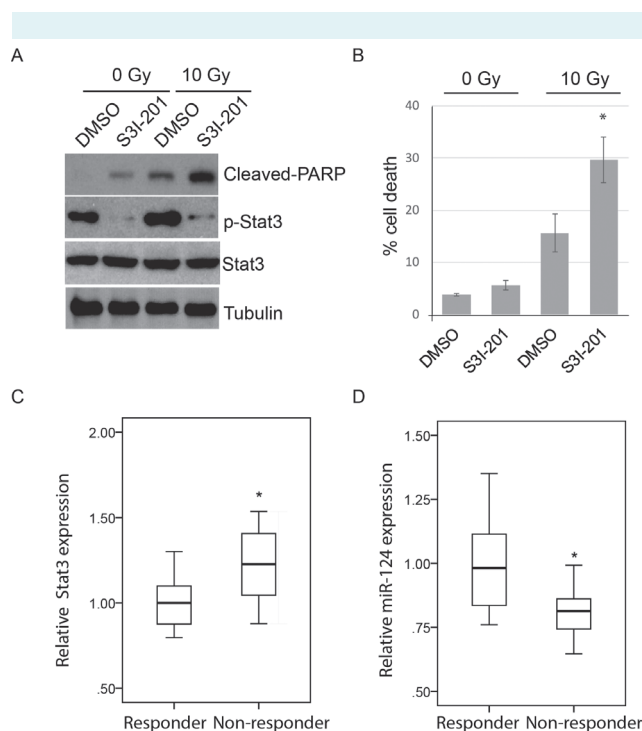 A
0 Gy 10 Gy
DMSO S3I-201 DMSO S3I-201
Cleaved-PARP
p-Stat3
Stat3
Tubulin
B
0 Gy 10 Gy
40
*
30
% cell death
20
10
0
DMSO S3I-201 DMSO S3I-201
C
2.00
*
1.50
Relative Stat3 expression
1.00
.50
Responder Non-responder
D
1.50
1.25
Relative miR-124 expression
1.00
*
0.75
.50
Responder Non-responder